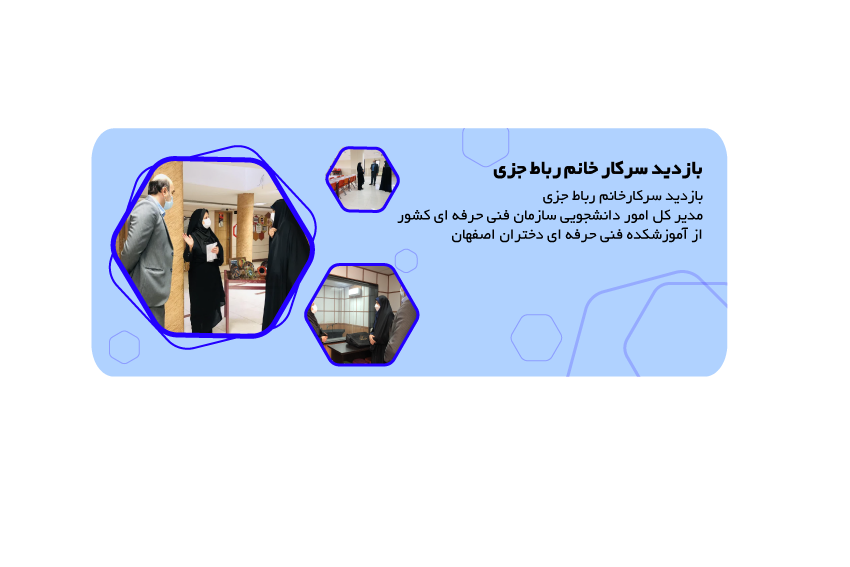 بازدید سرکار خانم رباط جزی
بازدید سرکارخانم رباط جزی
مدیر کل امور دانشجویی سازمان فنی حرفه ای کشور
از آموزشکده فنی حرفه ای دختران اصفهان